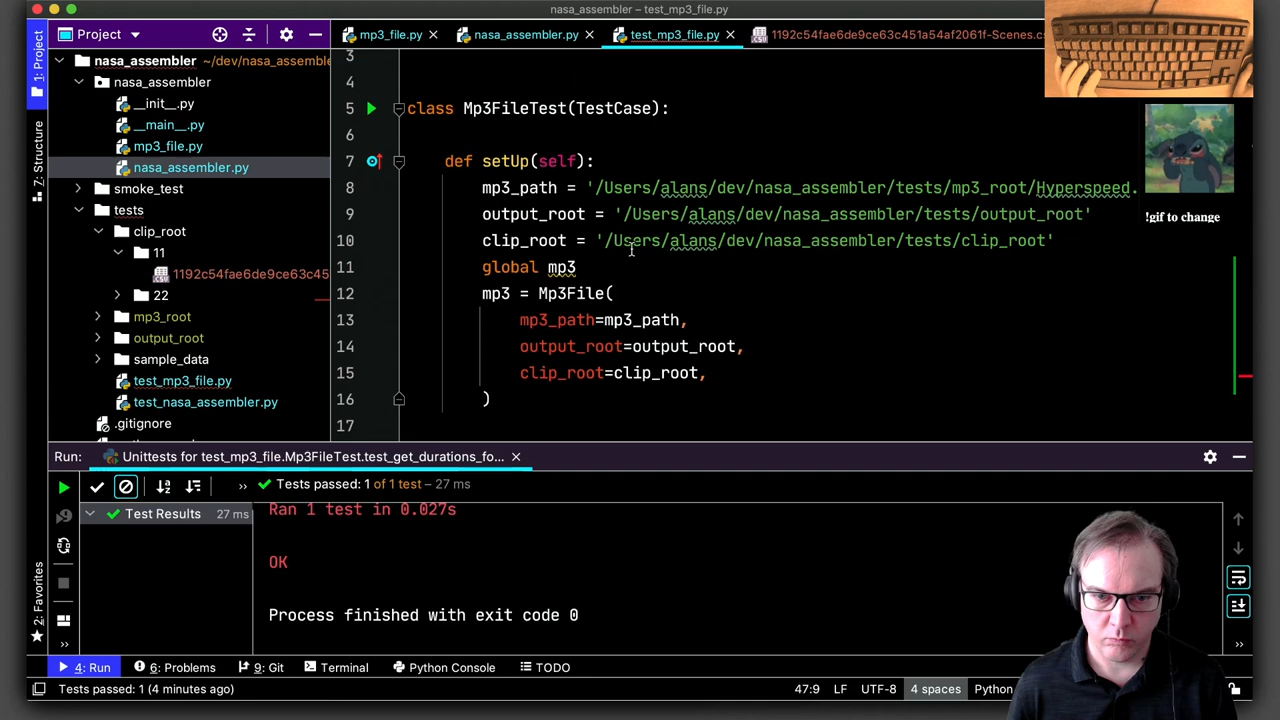 nasa_assembler – test_mp3_file.py
Project
mp3_file.py
nasa_assembler.py
test_mp3_file.py
1192c54fae6de9ce63c451a54af2061f-Scenes.cs
1: Project
7: Structure
2: Favorites
nasa_assembler ~/dev/nasa_assemble
nasa_assembler
__init__.py
__main__.py
mp3_file.py
nasa_assembler.py
smoke_test
tests
clip_root
11
1192c54fae6de9ce63c45
22
mp3_root
output_root
sample_data
test_mp3_file.py
test_nasa_assembler.py
.gitignore
3
4
5 class Mp3FileTest(TestCase):
6
7 def setUp(self):
8 mp3_path = '/Users/alans/dev/nasa_assembler/tests/mp3_root/Hyperspeed.
9 output_root = '/Users/alans/dev/nasa_assembler/tests/output_root'
10 clip_root = '/Users/alans/dev/nasa_assembler/tests/clip_root'
11 global mp3
12 mp3 = Mp3File(
13 mp3_path=mp3_path,
14 output_root=output_root,
15 clip_root=clip_root,
16 )
17
!gif to change
Run: Unittests for test_mp3_file.Mp3FileTest.test_get_durations_fo...
Tests passed: 1 of 1 test – 27 ms
Test Results 27 ms
Ran 1 test in 0.027s
OK
Process finished with exit code 0
4: Run
6: Problems
9: Git
Terminal
Python Console
TODO
Tests passed: 1 (4 minutes ago)
47:9 LF UTF-8 4 spaces Python